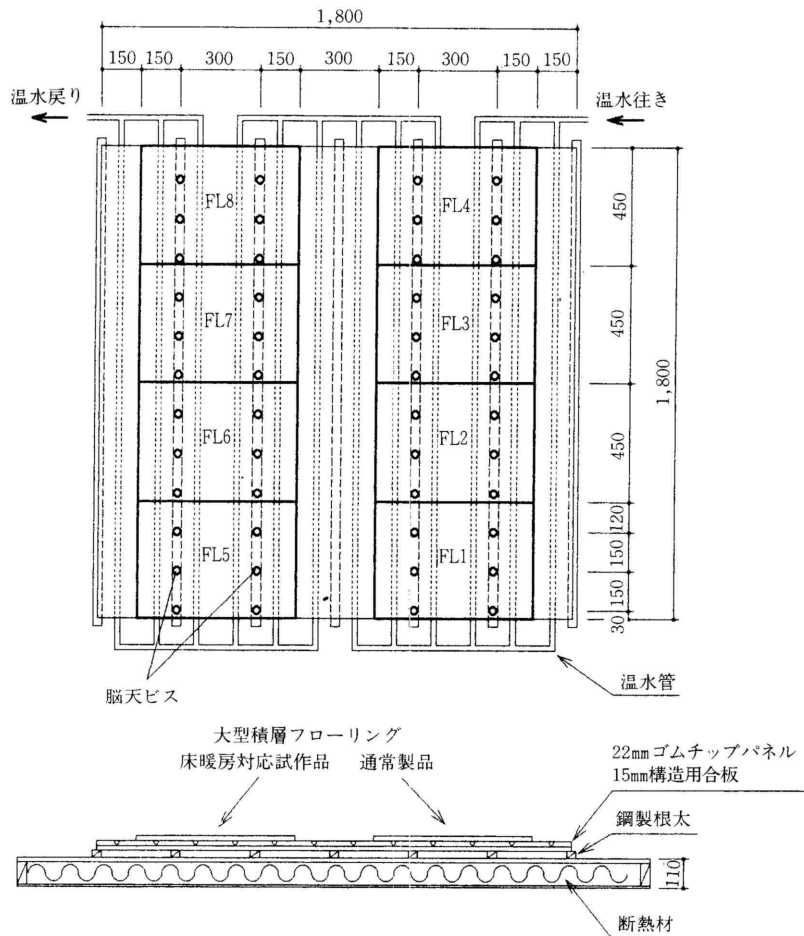 1,800
150 150 300 150 300 150 300 150 150
温水戻り
温水往き
FL8
FL4
450
FL7
FL3
450
1,800
FL6
FL2
450
FL5
FL1
120
150
150
30
脳天ビス
温水管
大型積層フローリング
床暖房対応試作品 通常製品
22mmゴムチップパネル
15mm構造用合板
鋼製根太
110
断熱材